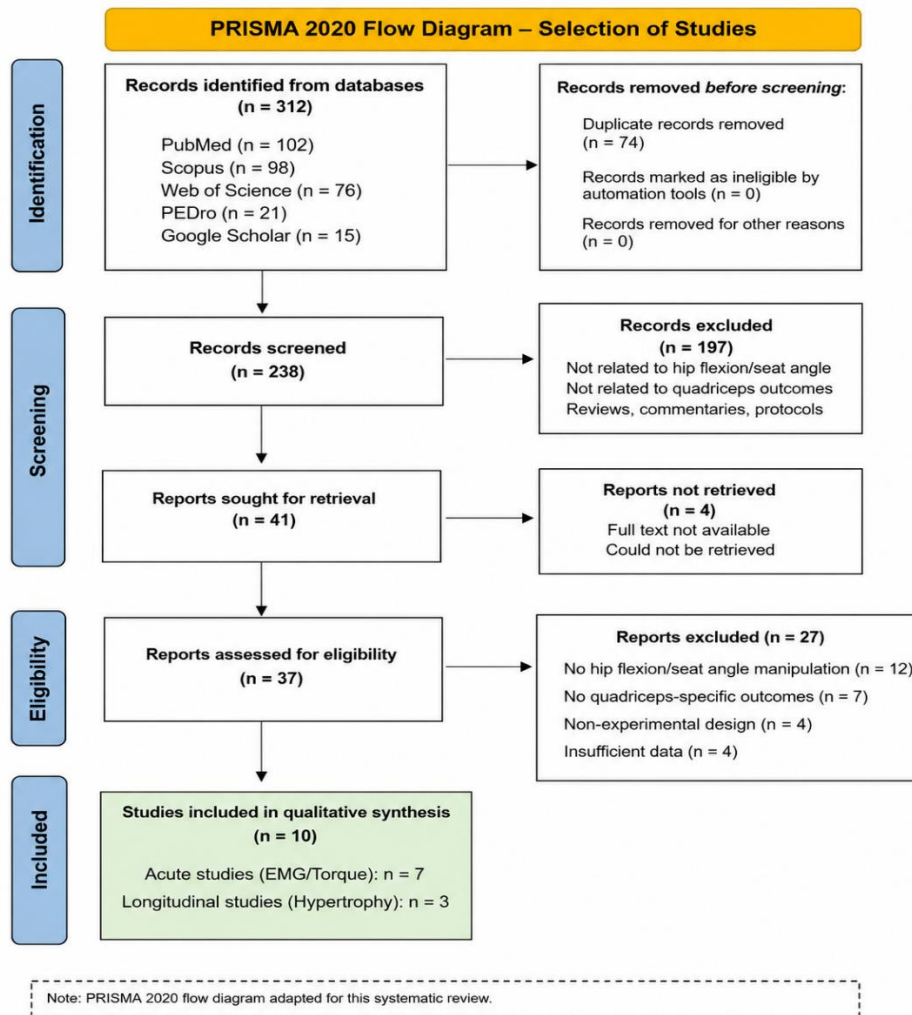 PRISMA 2020 Flow Diagram – Selection of Studies
Identification
Records identified from databases
(n = 312)
PubMed (n = 102)
Scopus (n = 98)
Web of Science (n = 76)
PEDro (n = 21)
Google Scholar (n = 15)
Records removed before screening:
Duplicate records removed
(n = 74)
Records marked as ineligible by
automation tools (n = 0)
Records removed for other reasons
(n = 0)
Screening
Records screened
(n = 238)
Records excluded
(n = 197)
Not related to hip flexion/seat angle
Not related to quadriceps outcomes
Reviews, commentaries, protocols
Reports sought for retrieval
(n = 41)
Reports not retrieved
(n = 4)
Full text not available
Could not be retrieved
Eligibility
Reports assessed for eligibility
(n = 37)
Reports excluded (n = 27)
No hip flexion/seat angle manipulation (n = 12)
No quadriceps-specific outcomes (n = 7)
Non-experimental design (n = 4)
Insufficient data (n = 4)
Included
Studies included in qualitative synthesis
(n = 10)
Acute studies (EMG/Torque): n = 7
Longitudinal studies (Hypertrophy): n = 3
Note: PRISMA 2020 flow diagram adapted for this systematic review.